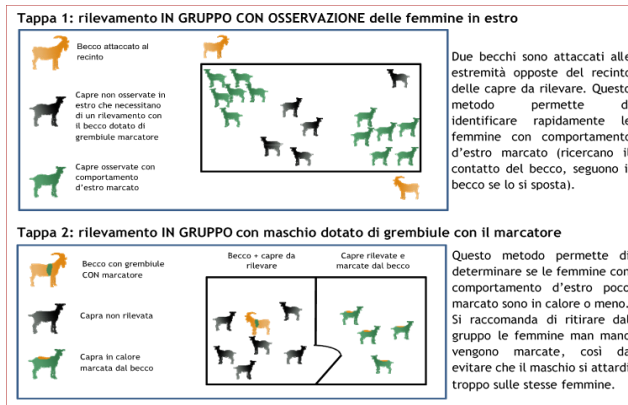 Tappa 1: rilevamento IN GRUPPO CON OSSERVAZIONE delle femmine in estro
Becco attaccato al
recinto
Capre non osservate in
estro che necessitano
di un rilevamento con
il becco dotato di
grembiule marcatore
Capre osservate con
comportamento
d'estro marcato
Due becchi sono attaccati alle
estremità opposte del recinto
delle capre da rilevare. Questo
metodo permette d
identificare rapidamente le
femmine con comportamento
d'estro marcato (ricercano il
contatto del becco, seguono i
becco se lo si sposta).
Tappa 2: rilevamento IN GRUPPO con maschio dotato di grembiule con il marcatore
Becco con grembiule
CON marcatore
Capra non rilevata
Capra in calore
marcata dal becco
Becco + capre da
rilevare
Capre rilevate e
marcate dal becco
Questo metodo permette di
determinare se le femmine con
comportamento d'estro poco
marcato sono in calore o meno.
Si raccomanda di ritirare dal
gruppo le femmine man mano
vengono marcate, così da
evitare che il maschio si attardi
troppo sulle stesse femmine.